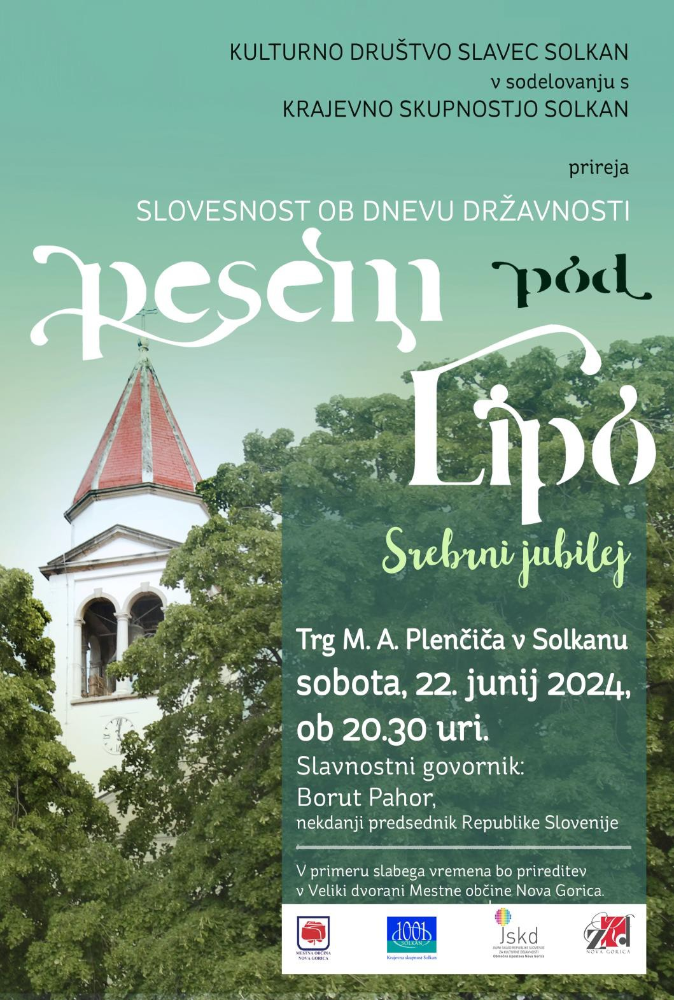 KULTURNO DRUŠTVO SLAVEC SOLKAN
v sodelovanju s
KRAJEVNO SKUPNOSTJO SOLKAN
prireja
SLOVESNOST OB DNEVU DRŽAVNOSTI
pesem pod
Lipo
Srebrni jubilej
Trg M. A. Plenčiča v Solkanu
sobota, 22. junij 2024,
ob 20.30 uri.
Slavnostni govornik:
Borut Pahor,
nekdanji predsednik Republike Slovenije
V primeru slabega vremena bo prireditev
v Veliki dvorani Mestne občine Nova Gorica.
MESTNA OBČINA
NOVA GORICA
1001
SOLKAN
Krajevna skupnost Solkan
Jskd
JAVNI SKLAD REPUBLIKE SLOVENIJE
ZA KULTURNE DEJAVNOSTI
Območna izpostava Nova Gorica
ZKd
NOVA GORICA